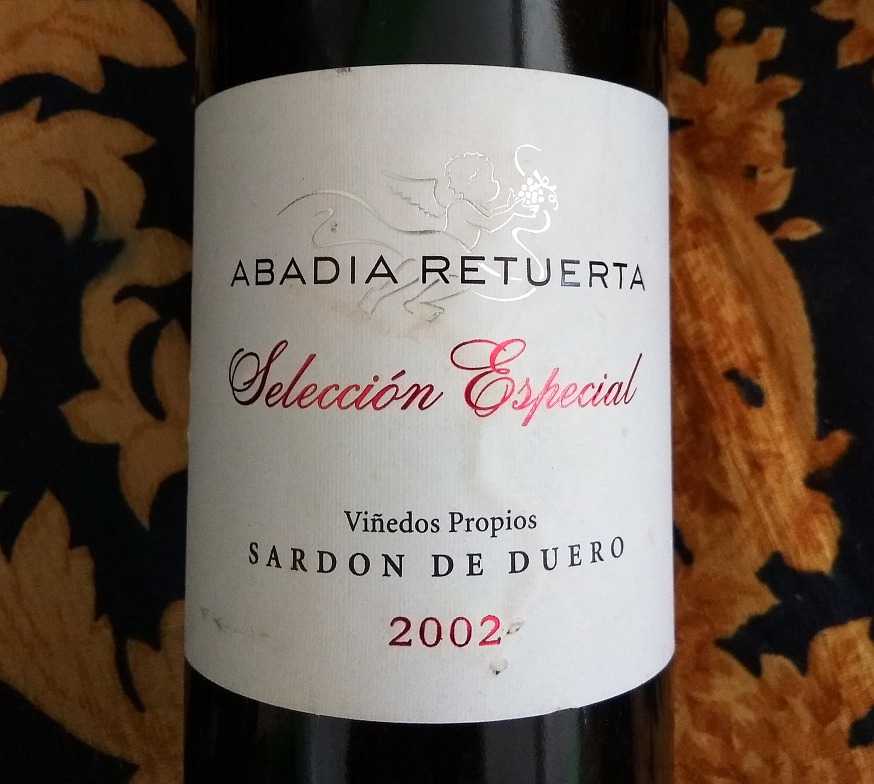 ABADIA RETUERTA
Selección Especial
Viñedos Propios
SARDON DE DUERO
2002